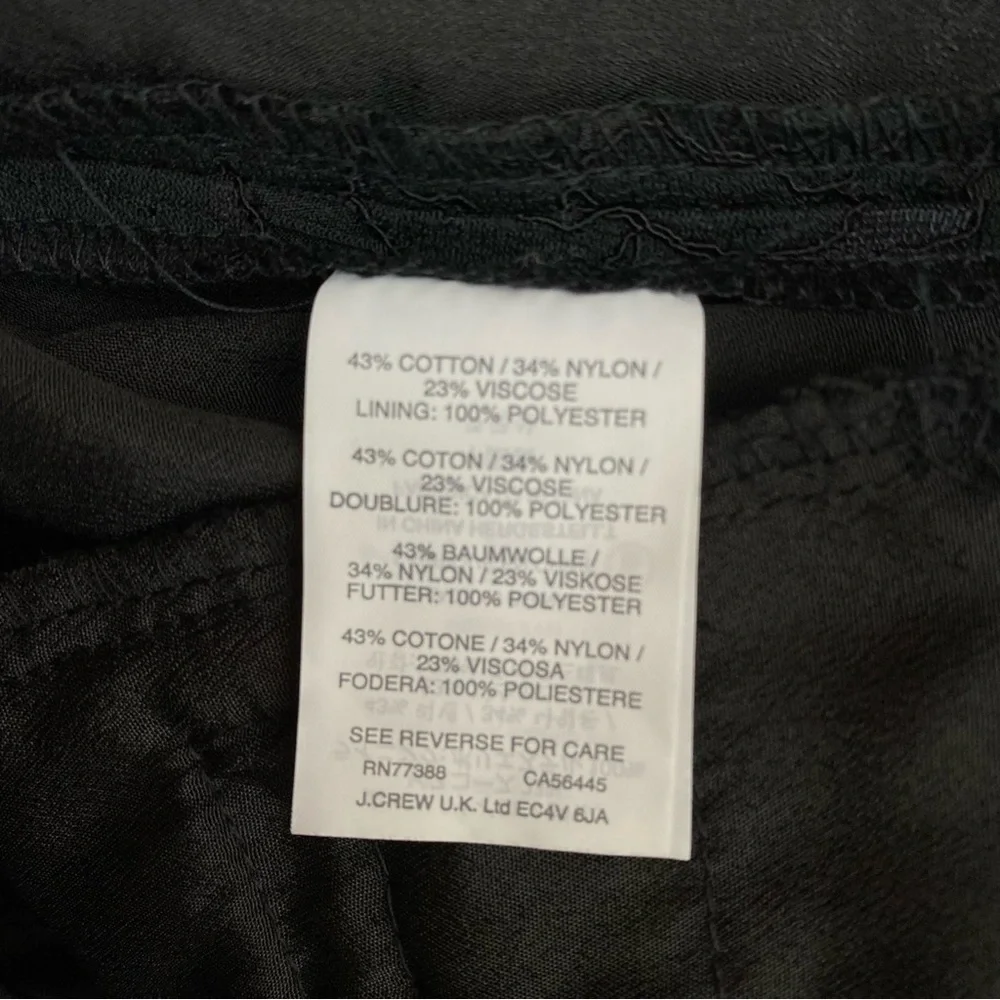 43% COTTON / 34% NYLON /
23% VISCOSE
LINING: 100% POLYESTER
43% COTON / 34% NYLON /
23% VISCOSE
DOUBLURE: 100% POLYESTER
43% BAUMWOLLE /
34% NYLON / 23% VISKOSE
FUTTER: 100% POLYESTER
43% COTONE / 34% NYLON /
23% VISCOSA
FODERA: 100% POLIESTERE
SEE REVERSE FOR CARE
RN77388 CA56445
J.CREW U.K. Ltd EC4V 6JA